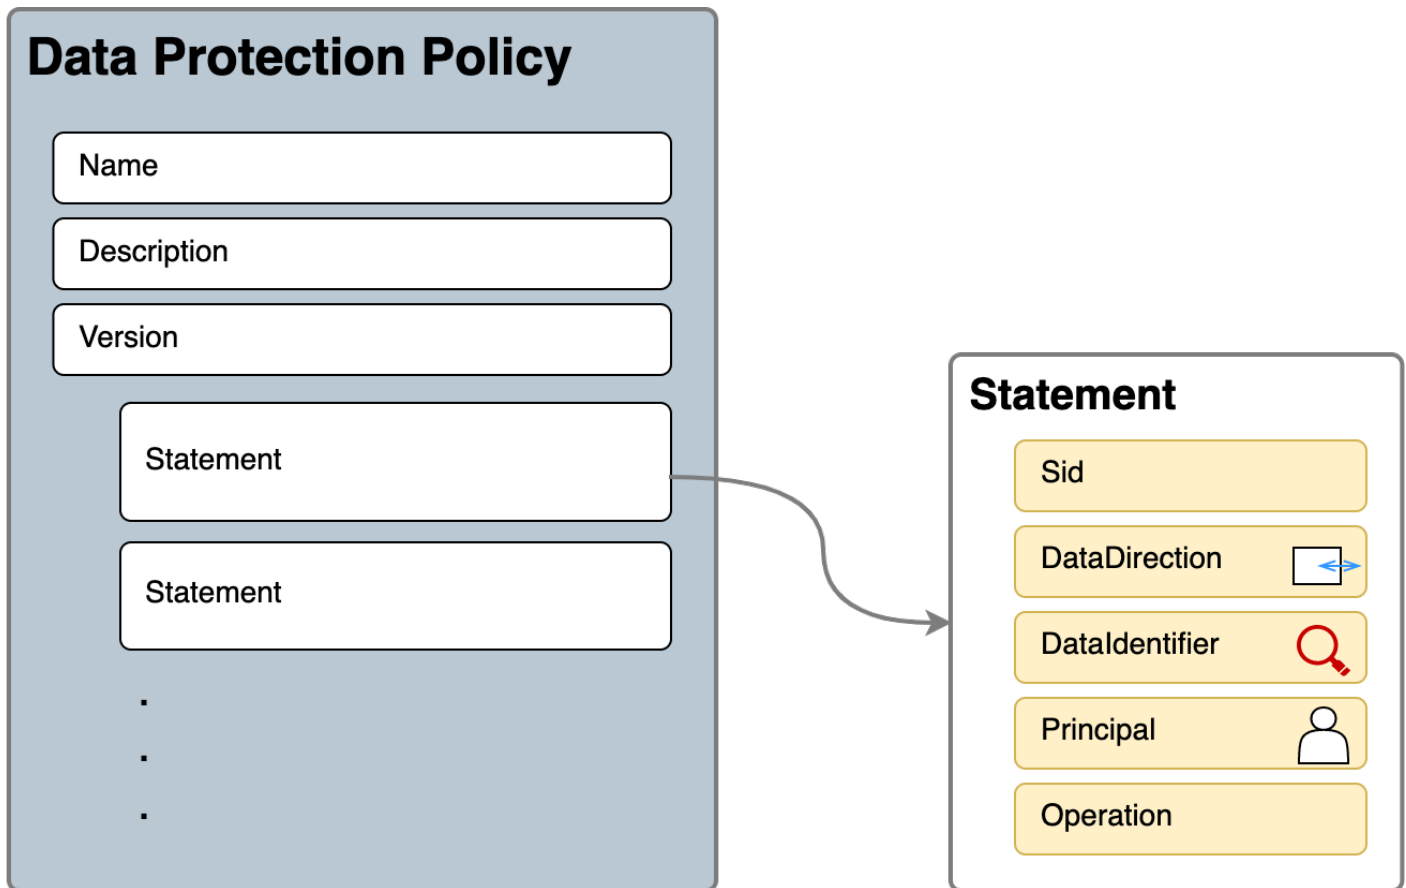 Data Protection Policy
Name
Description
Version
Statement
Statement
.
.
.
Statement
Sid
DataDirection
DataIdentifier
Principal
Operation